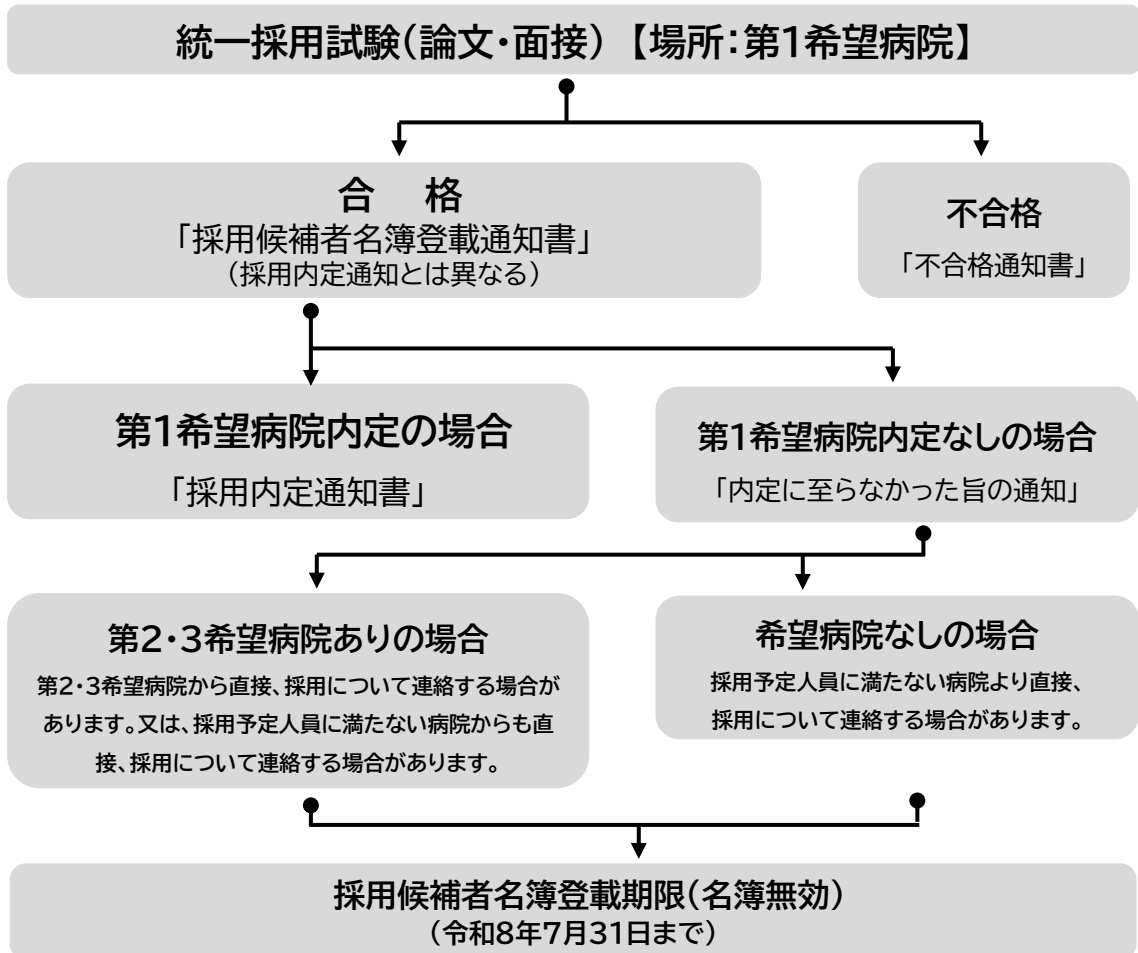 統一採用試験(論文・面接)【場所:第1希望病院】
合 格
「採用候補者名簿登載通知書」
(採用内定通知とは異なる)
不合格
「不合格通知書」
第1希望病院内定の場合
「採用内定通知書」
第1希望病院内定なしの場合
「内定に至らなかった旨の通知」
第2・3希望病院ありの場合
第2・3希望病院から直接、採用について連絡する場合が
あります。又は、採用予定人員に満たない病院からも直
接、採用について連絡する場合があります。
希望病院なしの場合
採用予定人員に満たない病院より直接、
採用について連絡する場合があります。
採用候補者名簿登載期限(名簿無効)
(令和8年7月31日まで)